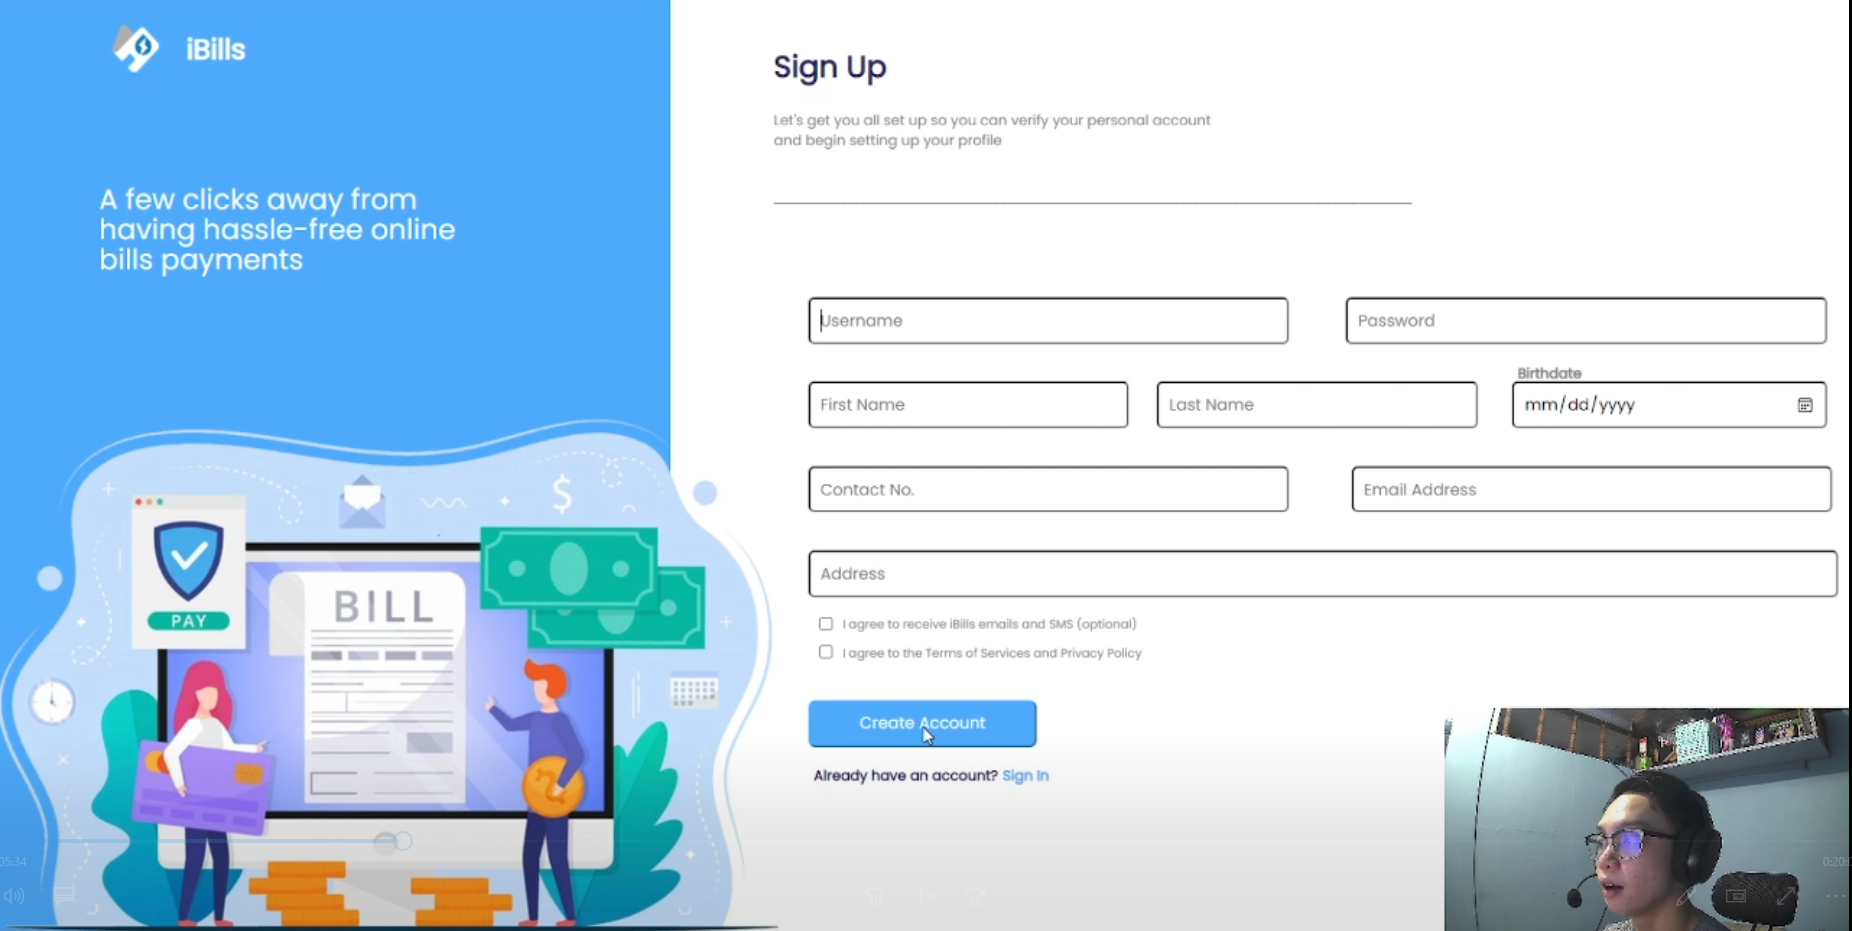 iBills
A few clicks away from
having hassle-free online
bills payments
$
PAY
BILL
Sign Up
Let's get you all set up so you can verify your personal account
and begin setting up your profile
Username
Password
Birthdate
First Name
Last Name
mm/dd/yyyy
Contact No.
Email Address
Address
I agree to receive iBills emails and SMS (optional)
I agree to the Terms of Services and Privacy Policy
Create Account
Already have an account? Sign In
05:34
0:20:0